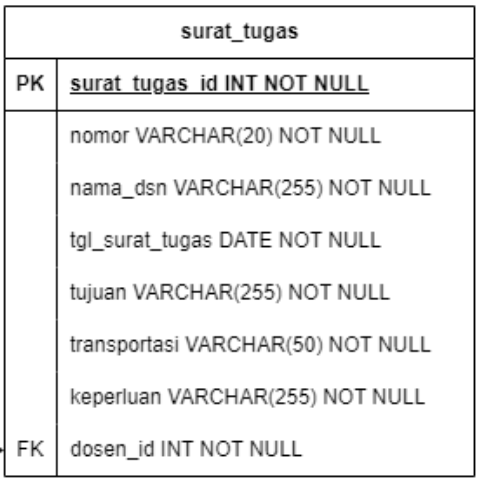 surat_tugas
PK surat_tugas_id INT NOT NULL
nomor VARCHAR(20) NOT NULL
nama_dsn VARCHAR(255) NOT NULL
tgl_surat_tugas DATE NOT NULL
tujuan VARCHAR(255) NOT NULL
transportasi VARCHAR(50) NOT NULL
keperluan VARCHAR(255) NOT NULL
FK dosen_id INT NOT NULL